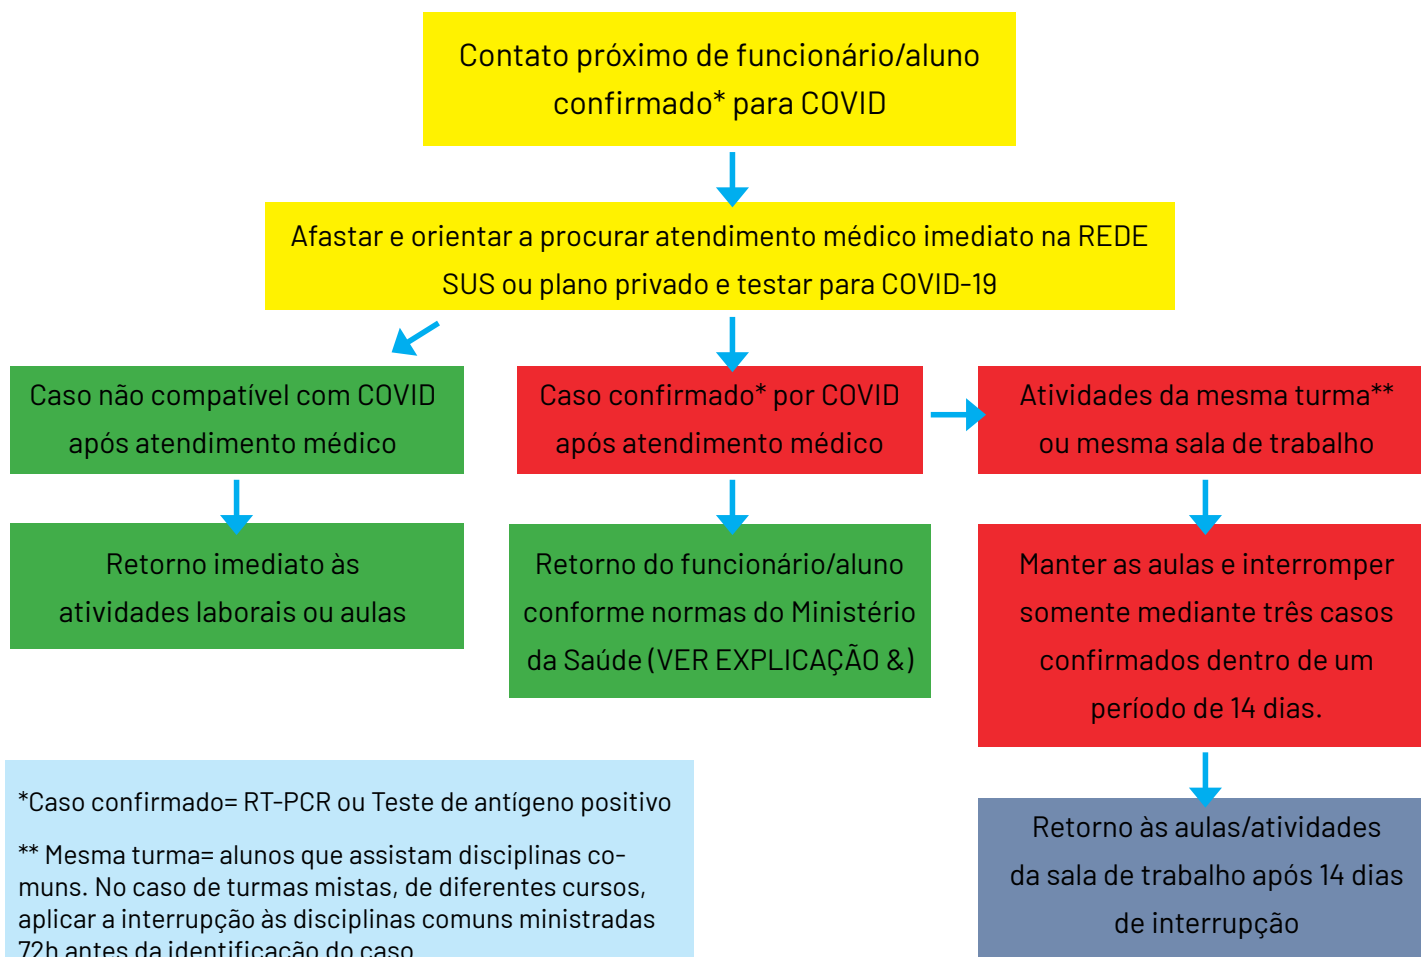 Contato próximo de funcionário/aluno
confirmado* para COVID
Afastar e orientar a procurar atendimento médico imediato na REDE
SUS ou plano privado e testar para COVID-19
Caso não compatível com COVID
após atendimento médico
Caso confirmado* por COVID
após atendimento médico
Atividades da mesma turma**
ou mesma sala de trabalho
Retorno imediato às
atividades laborais ou aulas
Retorno do funcionário/aluno
conforme normas do Ministério
da Saúde (VER EXPLICAÇÃO &)
Manter as aulas e interromper
somente mediante três casos
confirmados dentro de um
período de 14 dias.
Retorno às aulas/atividades
da sala de trabalho após 14 dias
de interrupção
*Caso confirmado= RT-PCR ou Teste de antígeno positivo
** Mesma turma= alunos que assistam disciplinas co-
muns. No caso de turmas mistas, de diferentes cursos,
aplicar a interrupção às disciplinas comuns ministradas
72h antes da identificação do caso